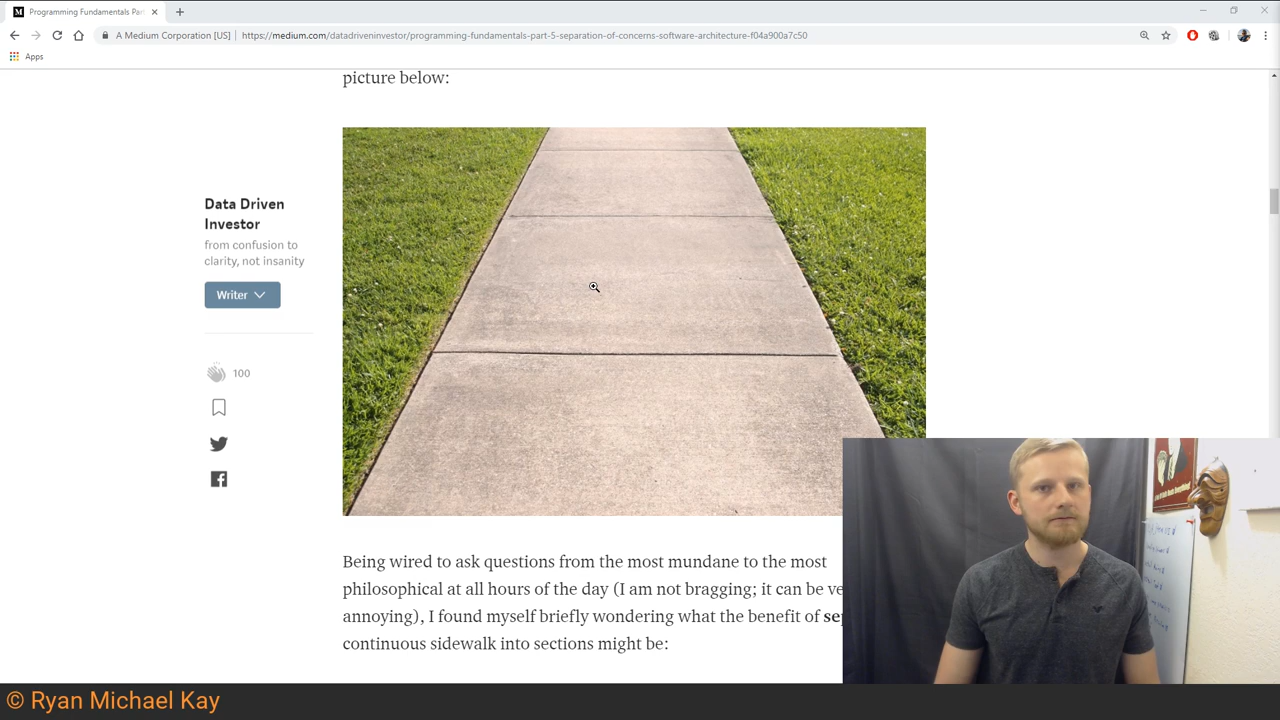 Programming Fundamentals Par
A Medium Corporation [US]
https://medium.com/datadriveninvestor/programming-fundamentals-part-5-separation-of-concerns-software-architecture-f04a900a7c50
Apps
picture below:
Data Driven
Investor
from confusion to
clarity, not insanity
Writer
100
Being wired to ask questions from the most mundane to the most
philosophical at all hours of the day (I am not bragging; it can be ve
annoying), I found myself briefly wondering what the benefit of sep
continuous sidewalk into sections might be:
© Ryan Michael Kay